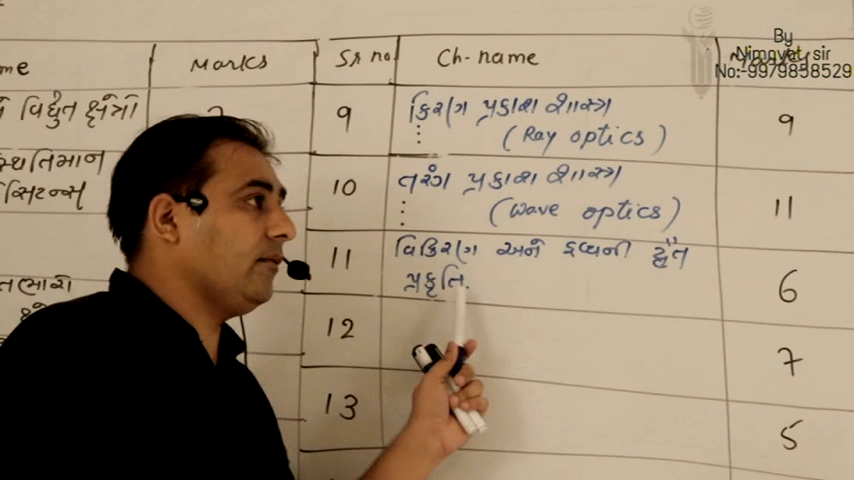 By
Nimavat sir
No:-9979858529
me Marks Sr no Ch-name
વિદ્યુત ક્ષેત્રો 9 કિરણ પ્રકાશ શાસ્ત્ર 9
(Ray optics)
સ્થિતિમાન 10 તરંગ પ્રકાશ શાસ્ત્ર 11
(Wave optics)
11 વિકિરણ અને દ્રવ્યની દ્વૈત 6
પ્રકૃતિ.
12 7
13 5